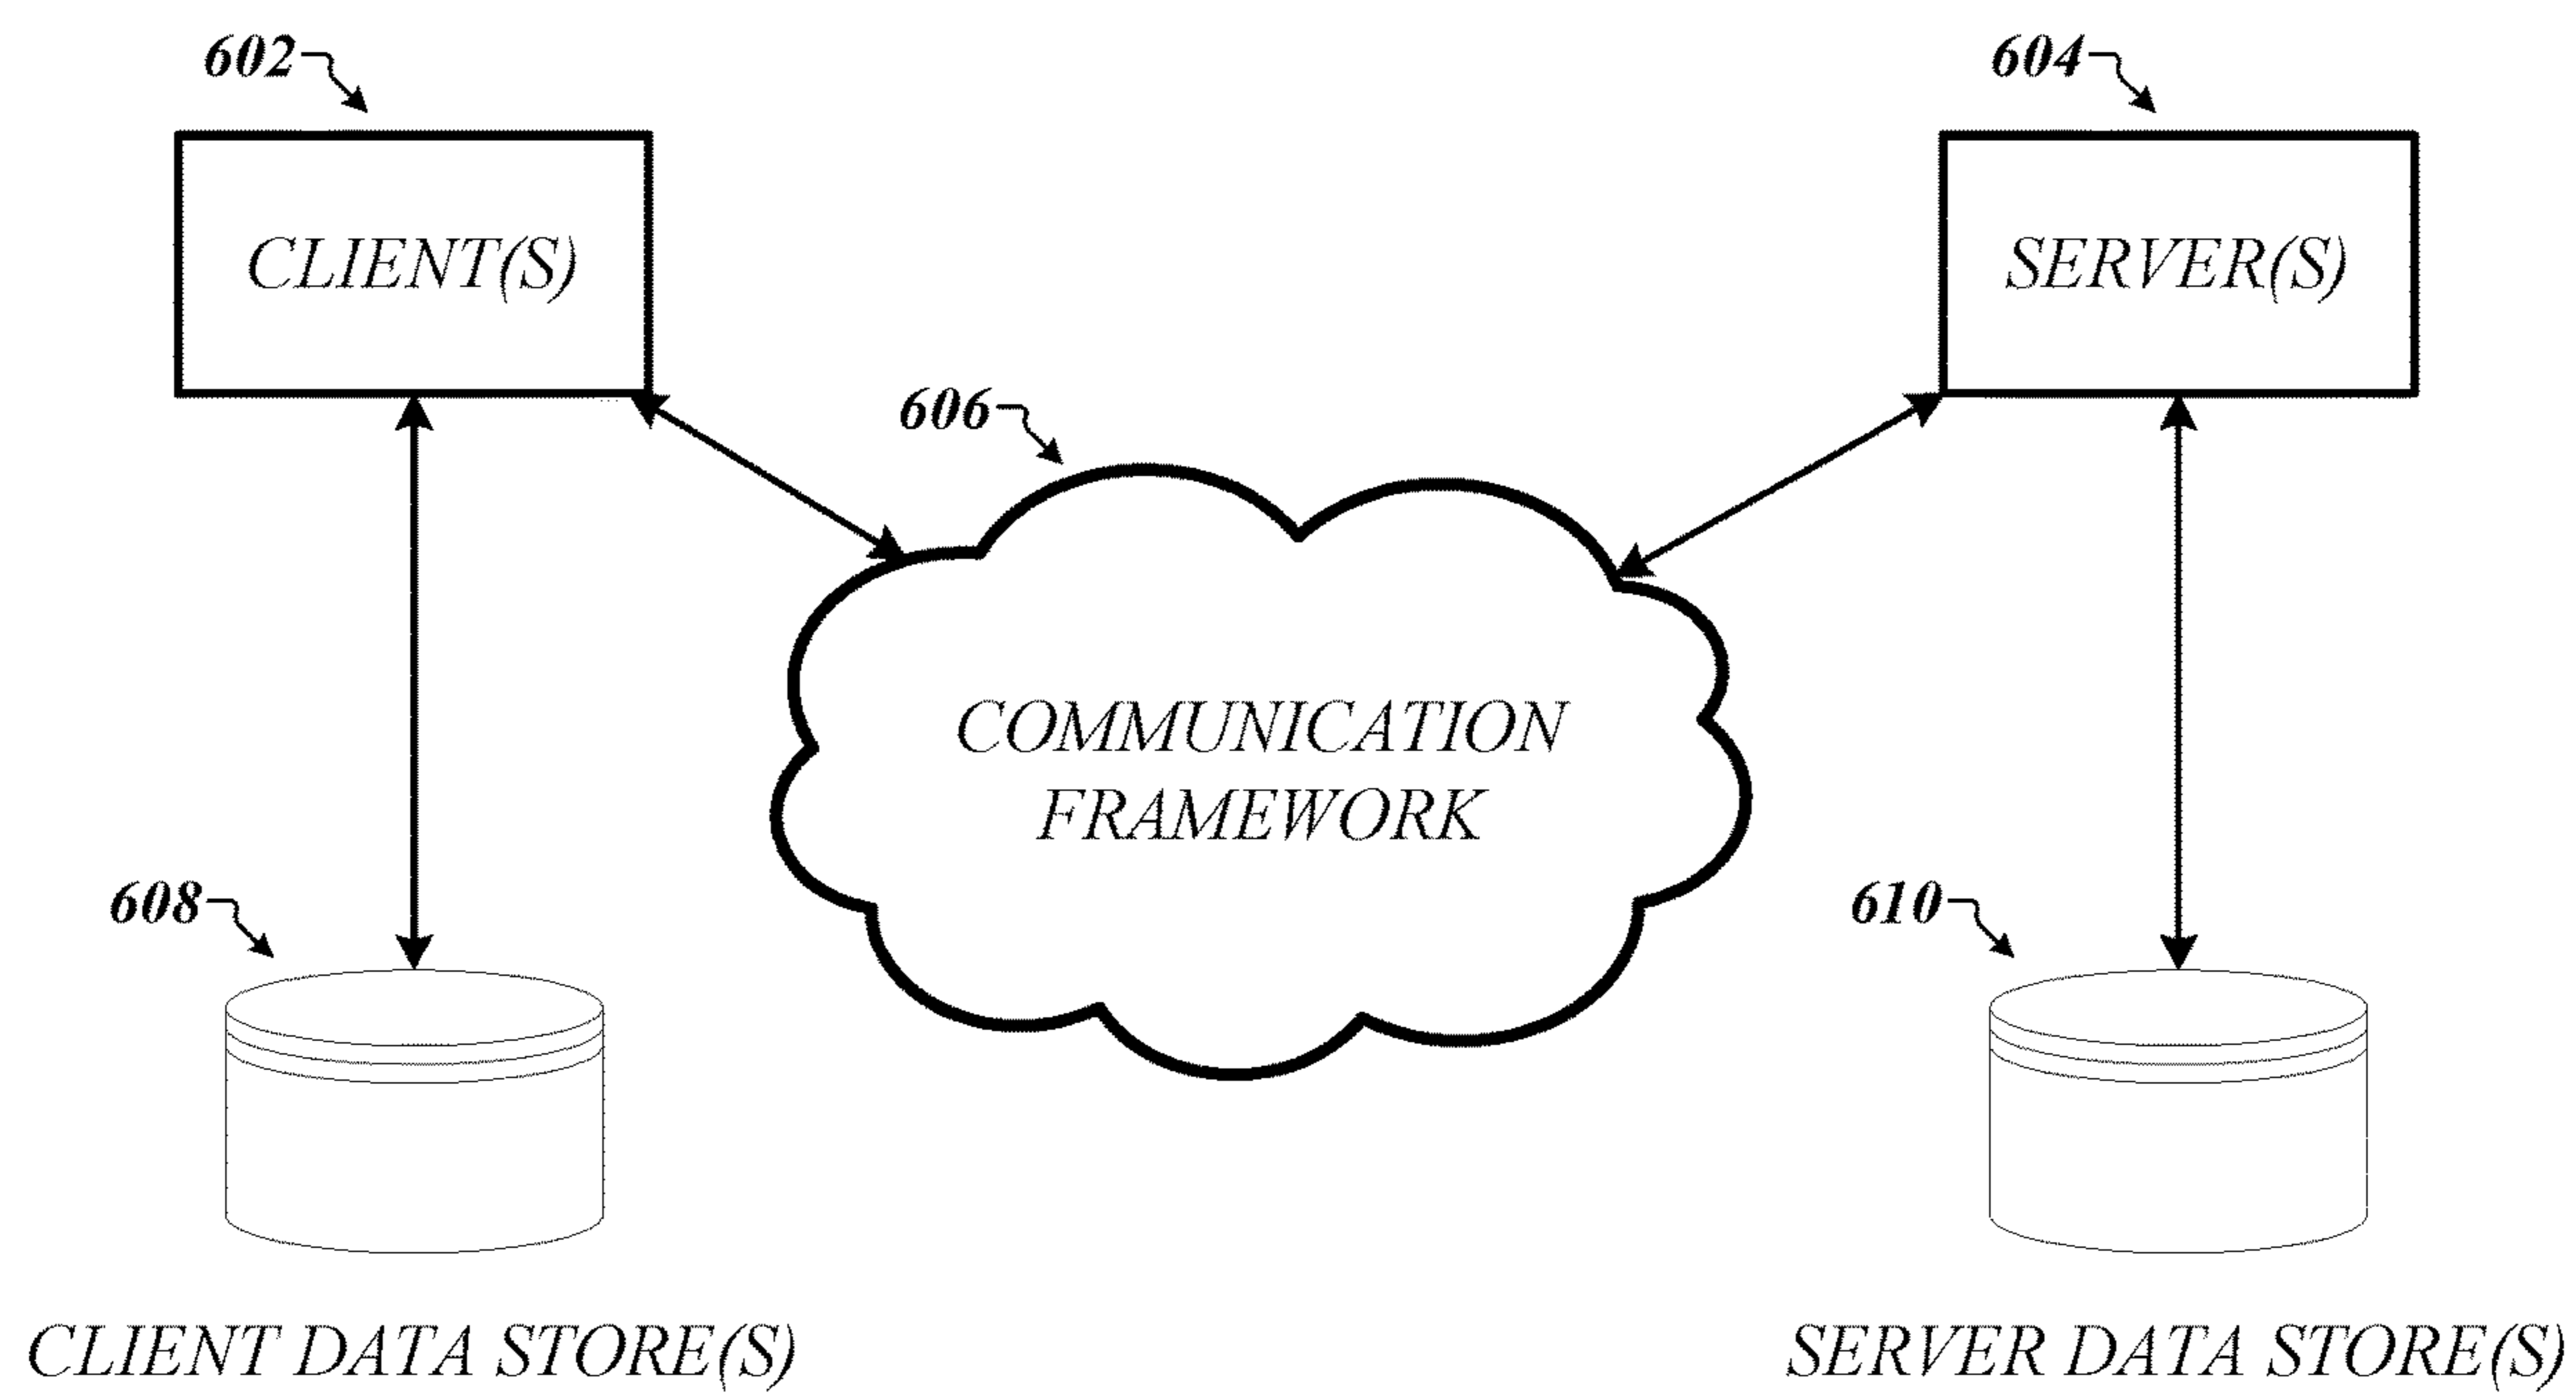 602
604
CLIENT(S)
SERVER(S)
606
COMMUNICATION
FRAMEWORK
608
610
CLIENT DATA STORE(S)
SERVER DATA STORE(S)